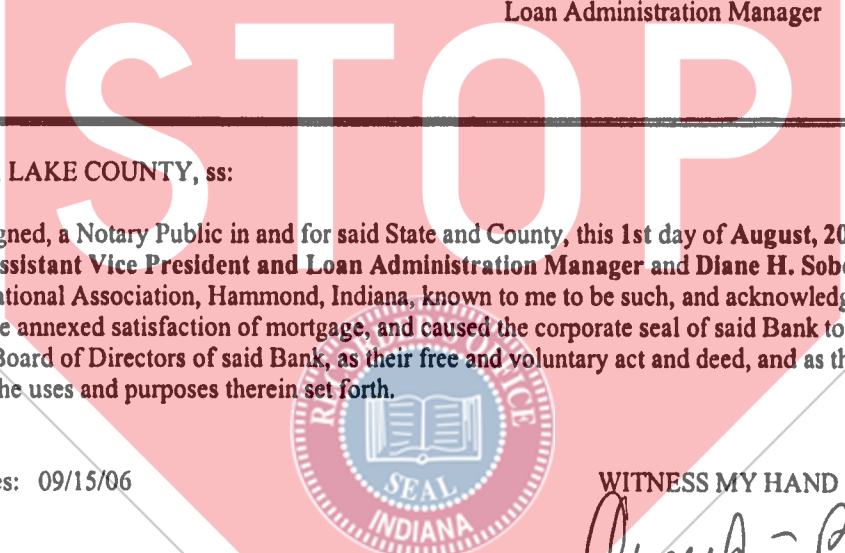 Loan Administration Manager
STOP
LAKE COUNTY, ss:
gned, a Notary Public in and for said State and County, this 1st day of August, 20
ssistant Vice President and Loan Administration Manager and Diane H. Sobo
ational Association, Hammond, Indiana, known to me to be such, and acknowledg
e annexed satisfaction of mortgage, and caused the corporate seal of said Bank to
Board of Directors of said Bank, as their free and voluntary act and deed, and as th
he uses and purposes therein set forth.
RECORDER'S OFFICE
SEAL
INDIANA
es: 09/15/06
WITNESS MY HAND